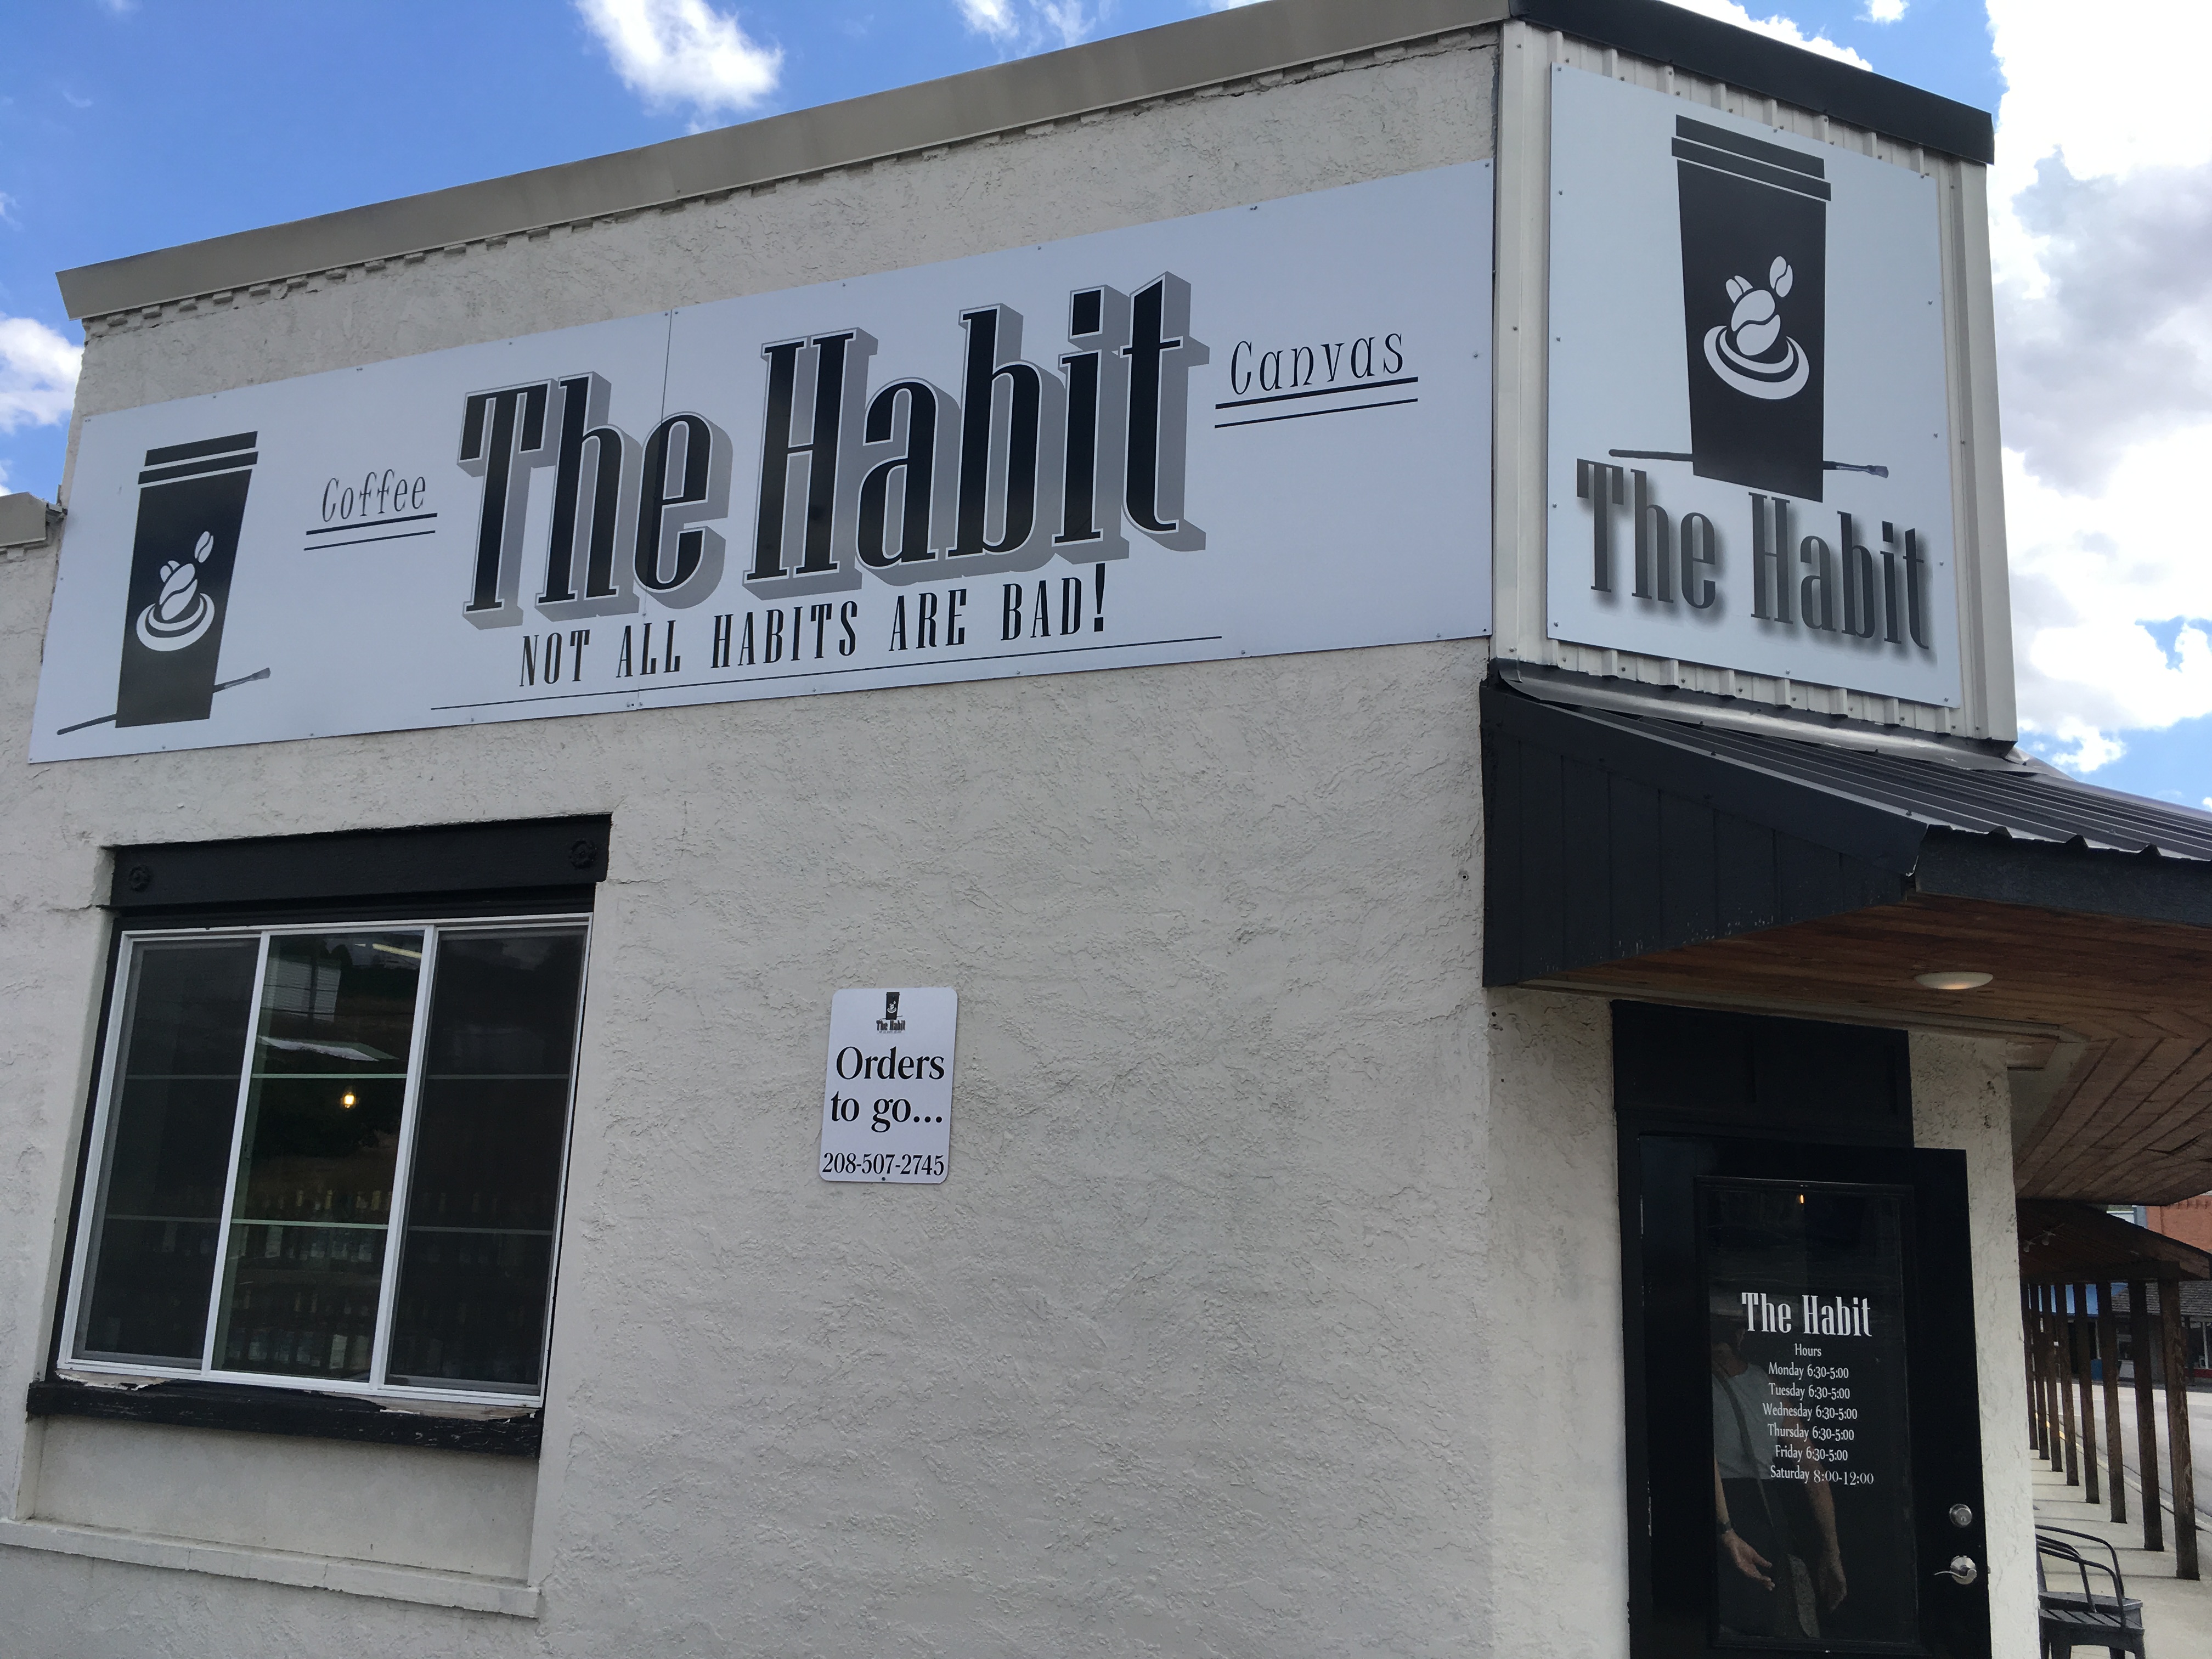 Coffee
The Habit
Canvas
NOT ALL HABITS ARE BAD!
The Habit
The Habit
Orders
to go...
208-507-2745
The Habit
Hours
Monday 6:30-5:00
Tuesday 6:30-5:00
Wednesday 6:30-5:00
Thursday 6:30-5:00
Friday 6:30-5:00
Saturday 8:00-12:00